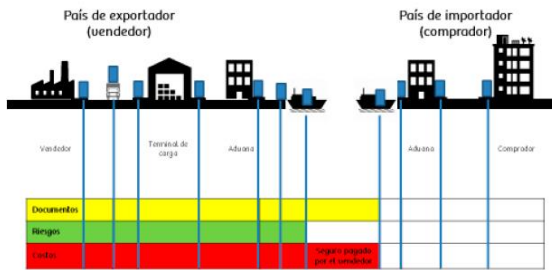 País de exportador
(vendedor)
País de importador
(comprador)
Vendedor
Terminal de
carga
Aduana
Aduana
Comprador
Documentos
Riesgos
Costos
Seguro pagado
por el vendedor